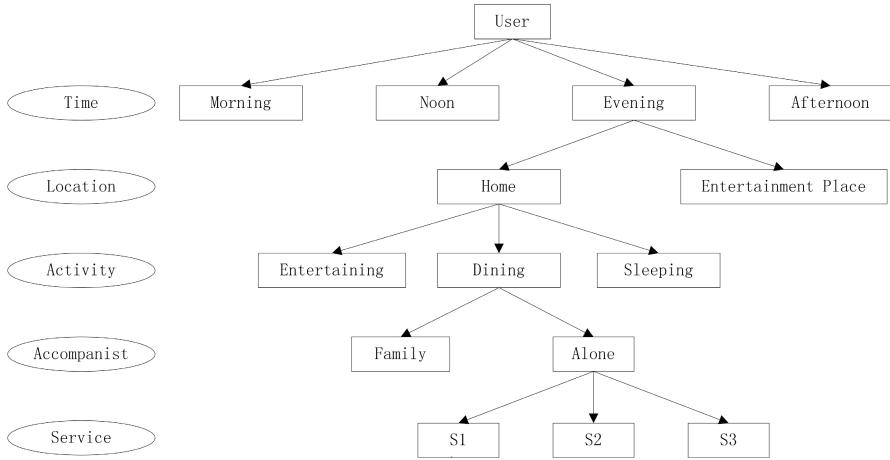 User
Time Morning Noon Evening Afternoon
Location Home Entertainment Place
Activity Entertaining Dining Sleeping
Accompanist Family Alone
Service S1 S2 S3